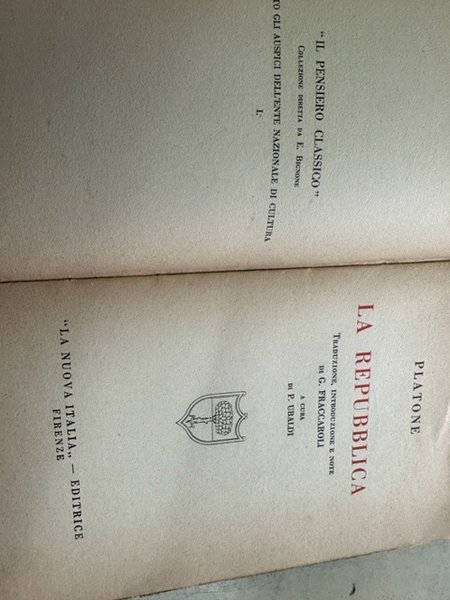 "IL PENSIERO CLASSICO"
COLLEZIONE DIRETTA DA E. BIGNONE
GLI AUSPICI DELL'ENTE NAZIONALE DI CULTURA
I.
PLATONE
LA REPUBBLICA
TRADUZIONE, INTRODUZIONE E NOTE
DI G. FRACCAROLI
A CURA
DI P. UBALDI
"LA NUOVA ITALIA„ — EDITRICE
FIRENZE